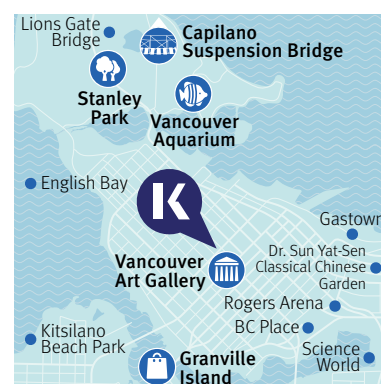 Lions Gate
Bridge
Capilano
Suspension Bridge
Stanley
Park
Vancouver
Aquarium
English Bay
K
Gastown
Vancouver
Art Gallery
Dr. Sun Yat-Sen
Classical Chinese
Garden
Rogers Arena
BC Place
Kitsilano
Beach Park
Science
World
Granville
Island